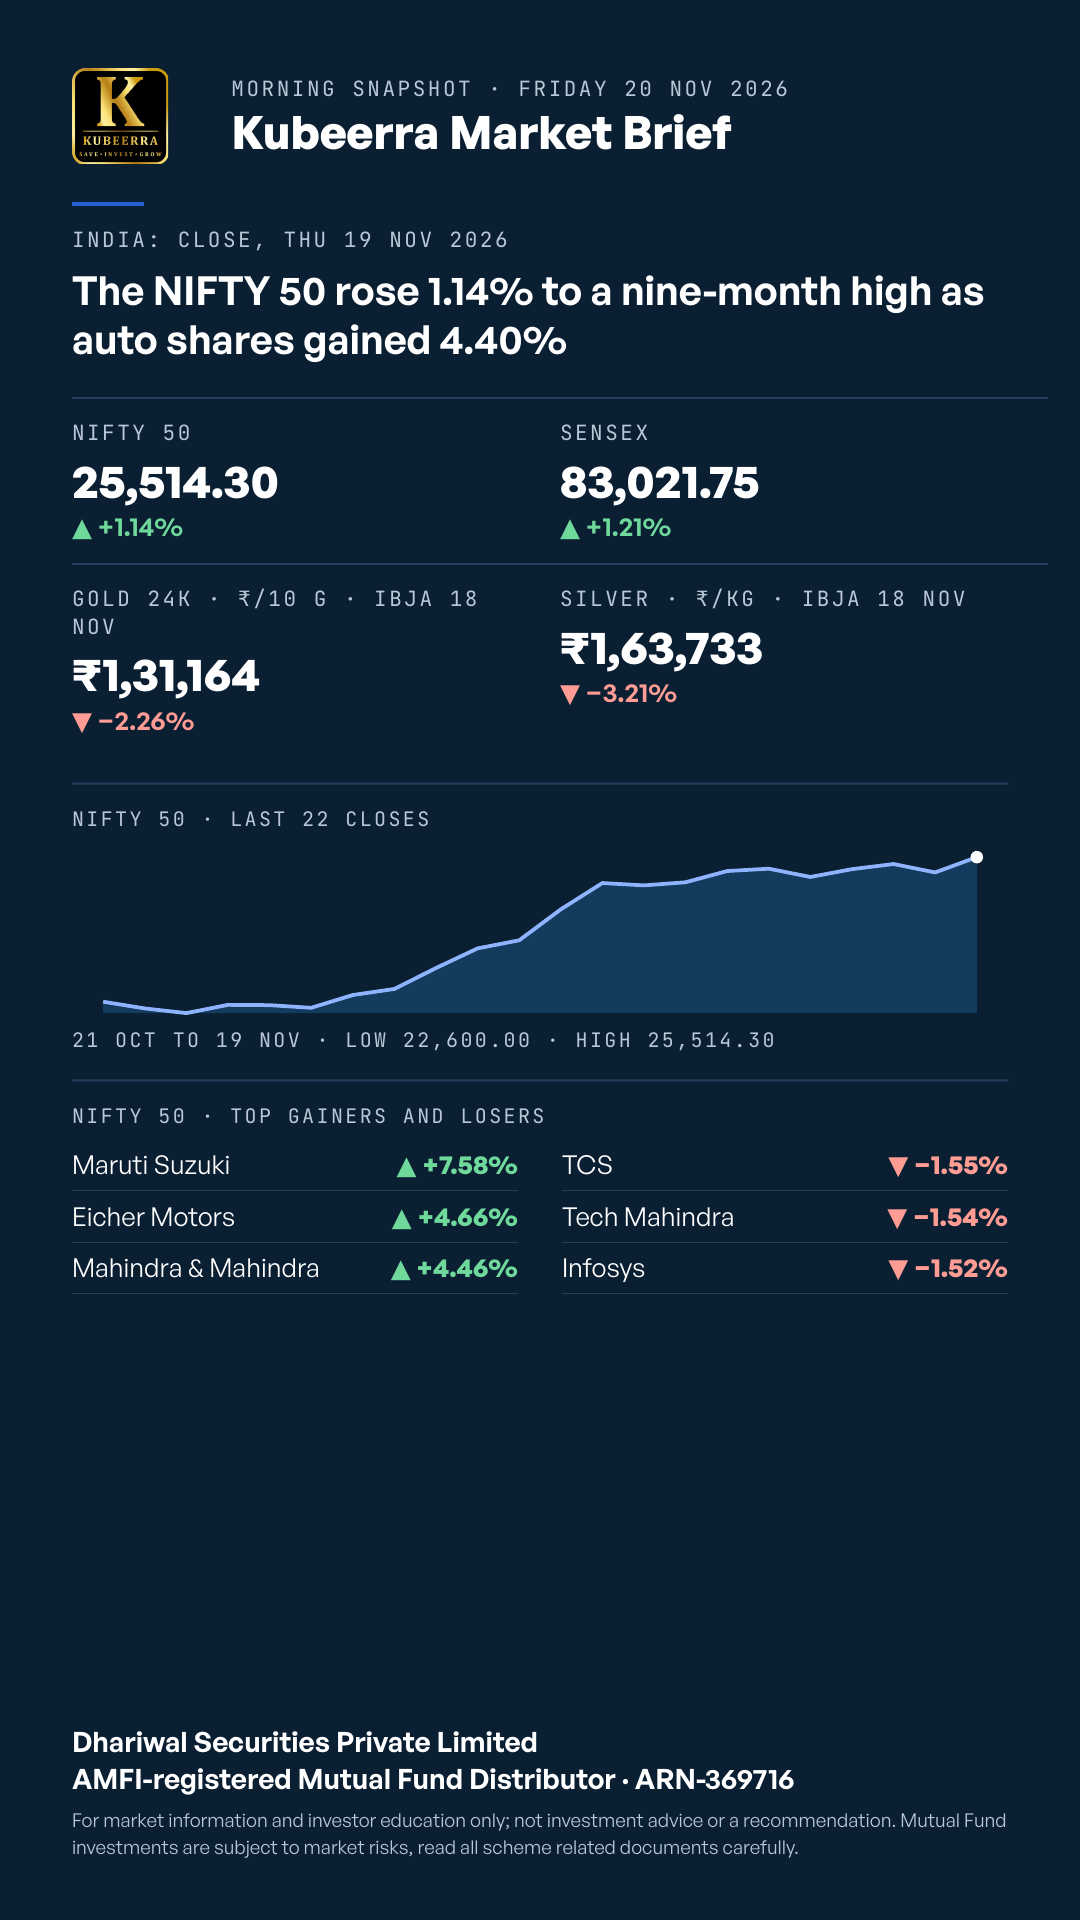 K
KUBEERRA
SAVE•INVEST•GROW
MORNING SNAPSHOT · FRIDAY 20 NOV 2026
Kubeerra Market Brief
INDIA: CLOSE, THU 19 NOV 2026
The NIFTY 50 rose 1.14% to a nine-month high as
auto shares gained 4.40%
NIFTY 50
25,514.30
▲ +1.14%
SENSEX
83,021.75
▲ +1.21%
GOLD 24K · ₹/10 G · IBJA 18
NOV
₹1,31,164
▼ −2.26%
SILVER · ₹/KG · IBJA 18 NOV
₹1,63,733
▼ −3.21%
NIFTY 50 · LAST 22 CLOSES
21 OCT TO 19 NOV · LOW 22,600.00 · HIGH 25,514.30
NIFTY 50 · TOP GAINERS AND LOSERS
Maruti Suzuki ▲ +7.58%
Eicher Motors ▲ +4.66%
Mahindra & Mahindra ▲ +4.46%
TCS ▼ −1.55%
Tech Mahindra ▼ −1.54%
Infosys ▼ −1.52%
Dhariwal Securities Private Limited
AMFI-registered Mutual Fund Distributor · ARN-369716
For market information and investor education only; not investment advice or a recommendation. Mutual Fund
investments are subject to market risks, read all scheme related documents carefully.